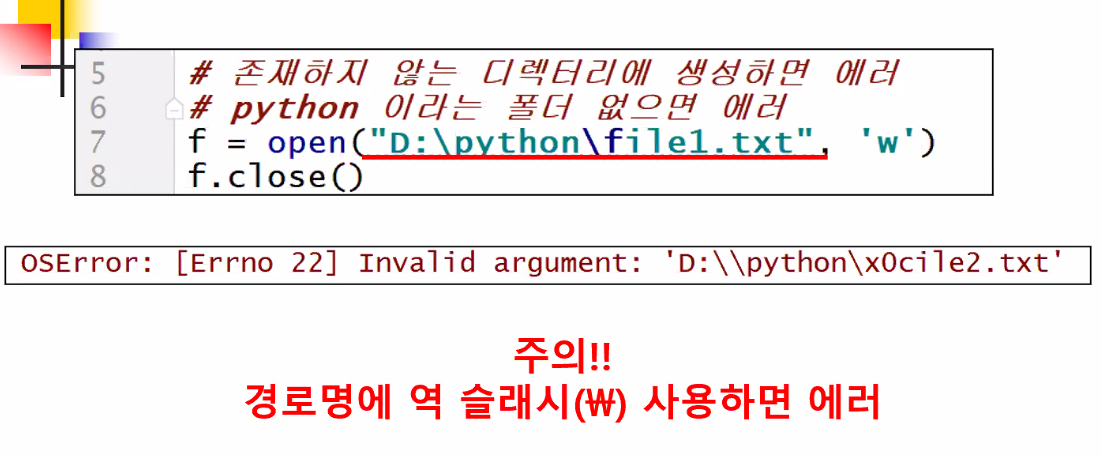 5 # 존재하지 않는 디렉터리에 생성하면 에러
6 # python 이라는 폴더 없으면 에러
7 f = open("D:\python\file1.txt", 'w')
8 f.close()
OSError: [Errno 22] Invalid argument: 'D:\\python\x0cile2.txt'
주의!!
경로명에 역 슬래시(₩) 사용하면 에러